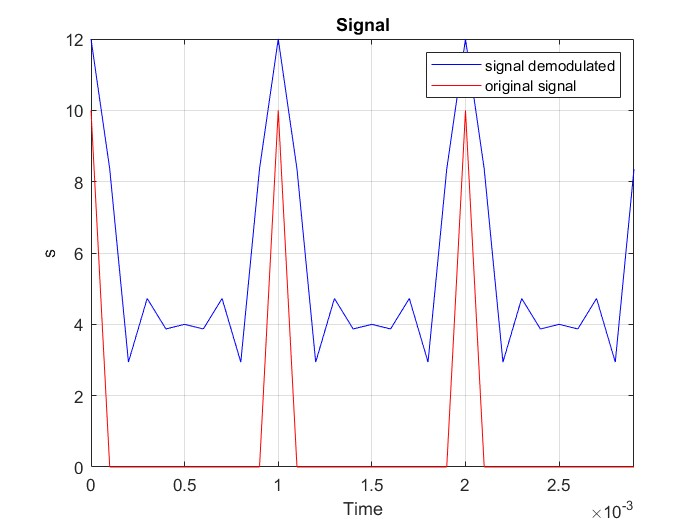 Signal
12
10
8
6
4
2
0
s
signal demodulated
original signal
0 0.5 1 1.5 2 2.5
Time
×10-3